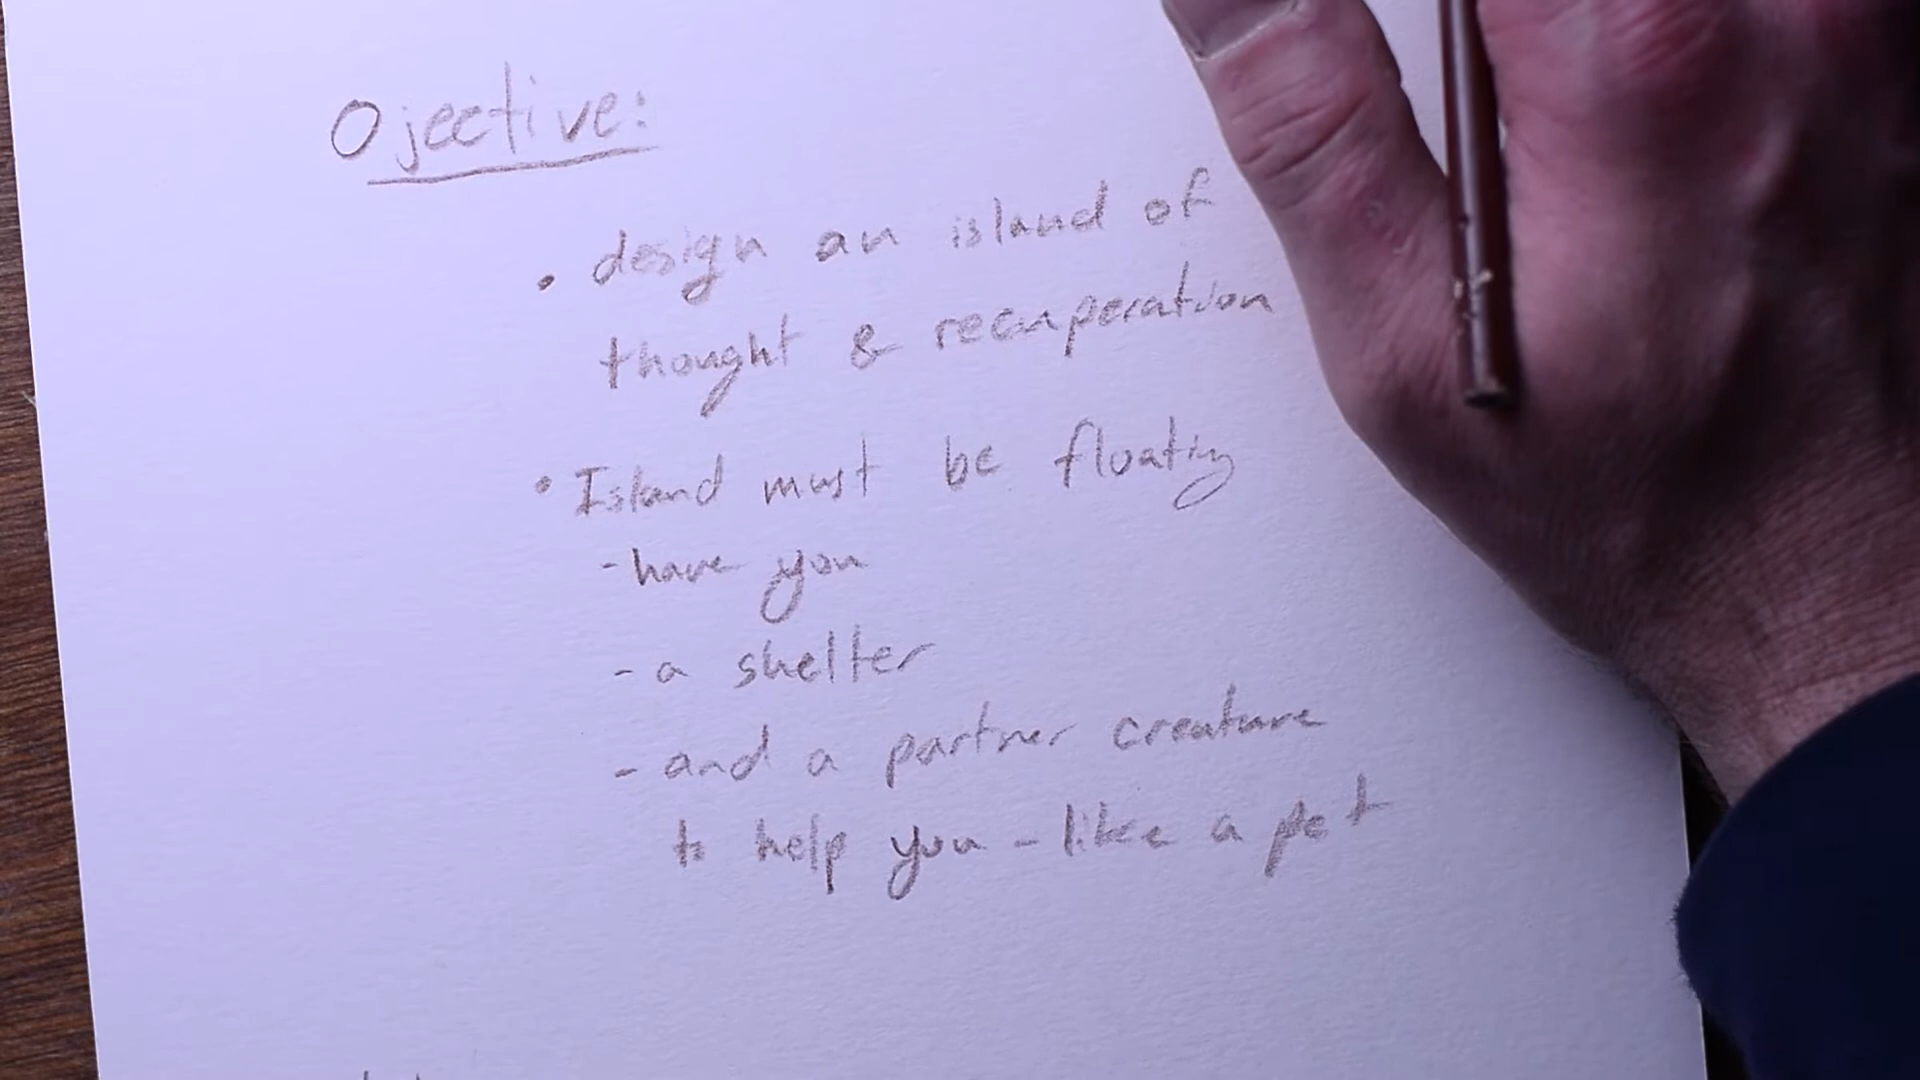 Ojective:
• design an island of
thought & recuperation
• Island must be floating
- have you
- a shelter
- and a partner creature
to help you - like a pet